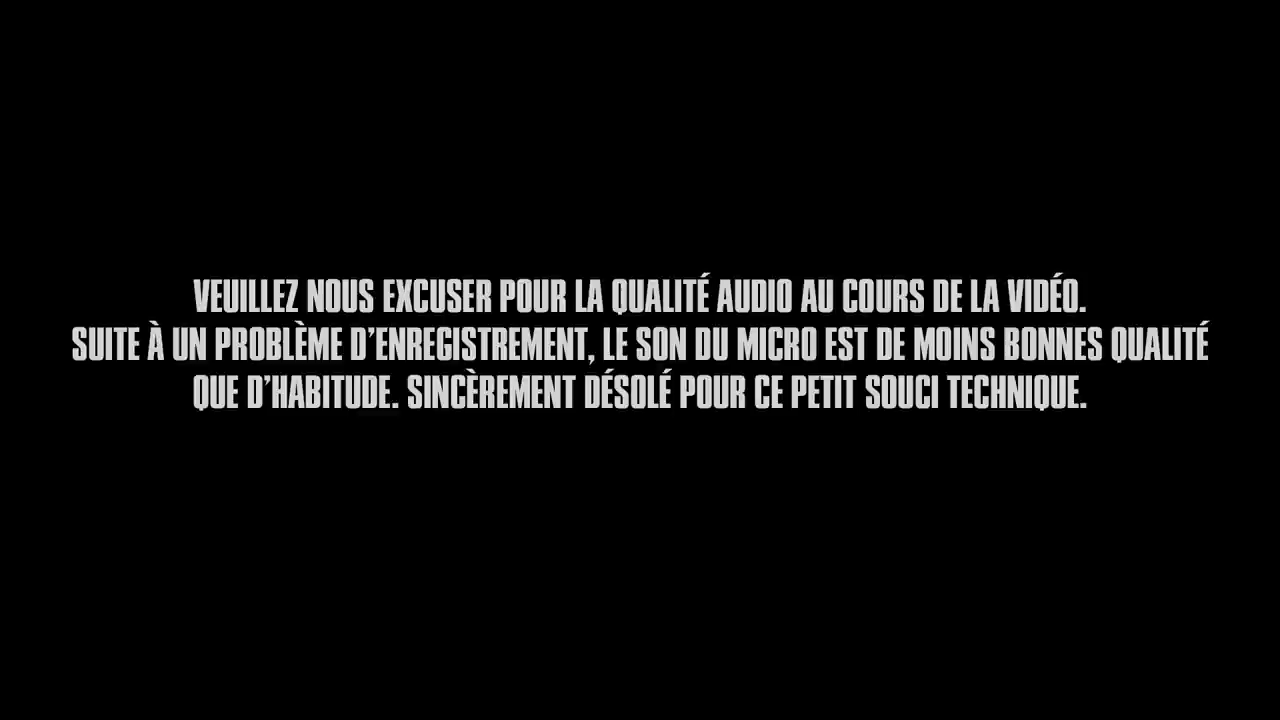 VEUILLEZ NOUS EXCUSER POUR LA QUALITÉ AUDIO AU COURS DE LA VIDÉO.
SUITE À UN PROBLÈME D’ENREGISTREMENT, LE SON DU MICRO EST DE MOINS BONNES QUALITÉ
QUE D’HABITUDE. SINCÈREMENT DÉSOLÉ POUR CE PETIT SOUCI TECHNIQUE.